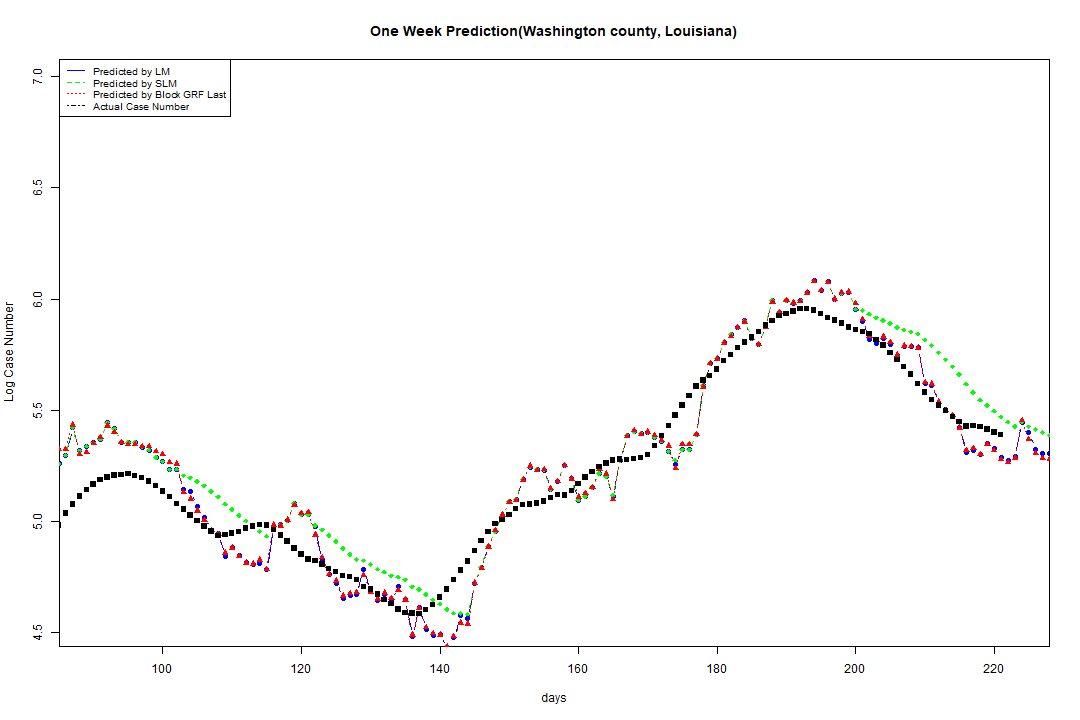 One Week Prediction(Washington county, Louisiana)
Predicted by LM
Predicted by SLM
Predicted by Block GRF Last
Actual Case Number
7.0
6.5
6.0
5.5
5.0
4.5
Log Case Number
100 120 140 160 180 200 220
days